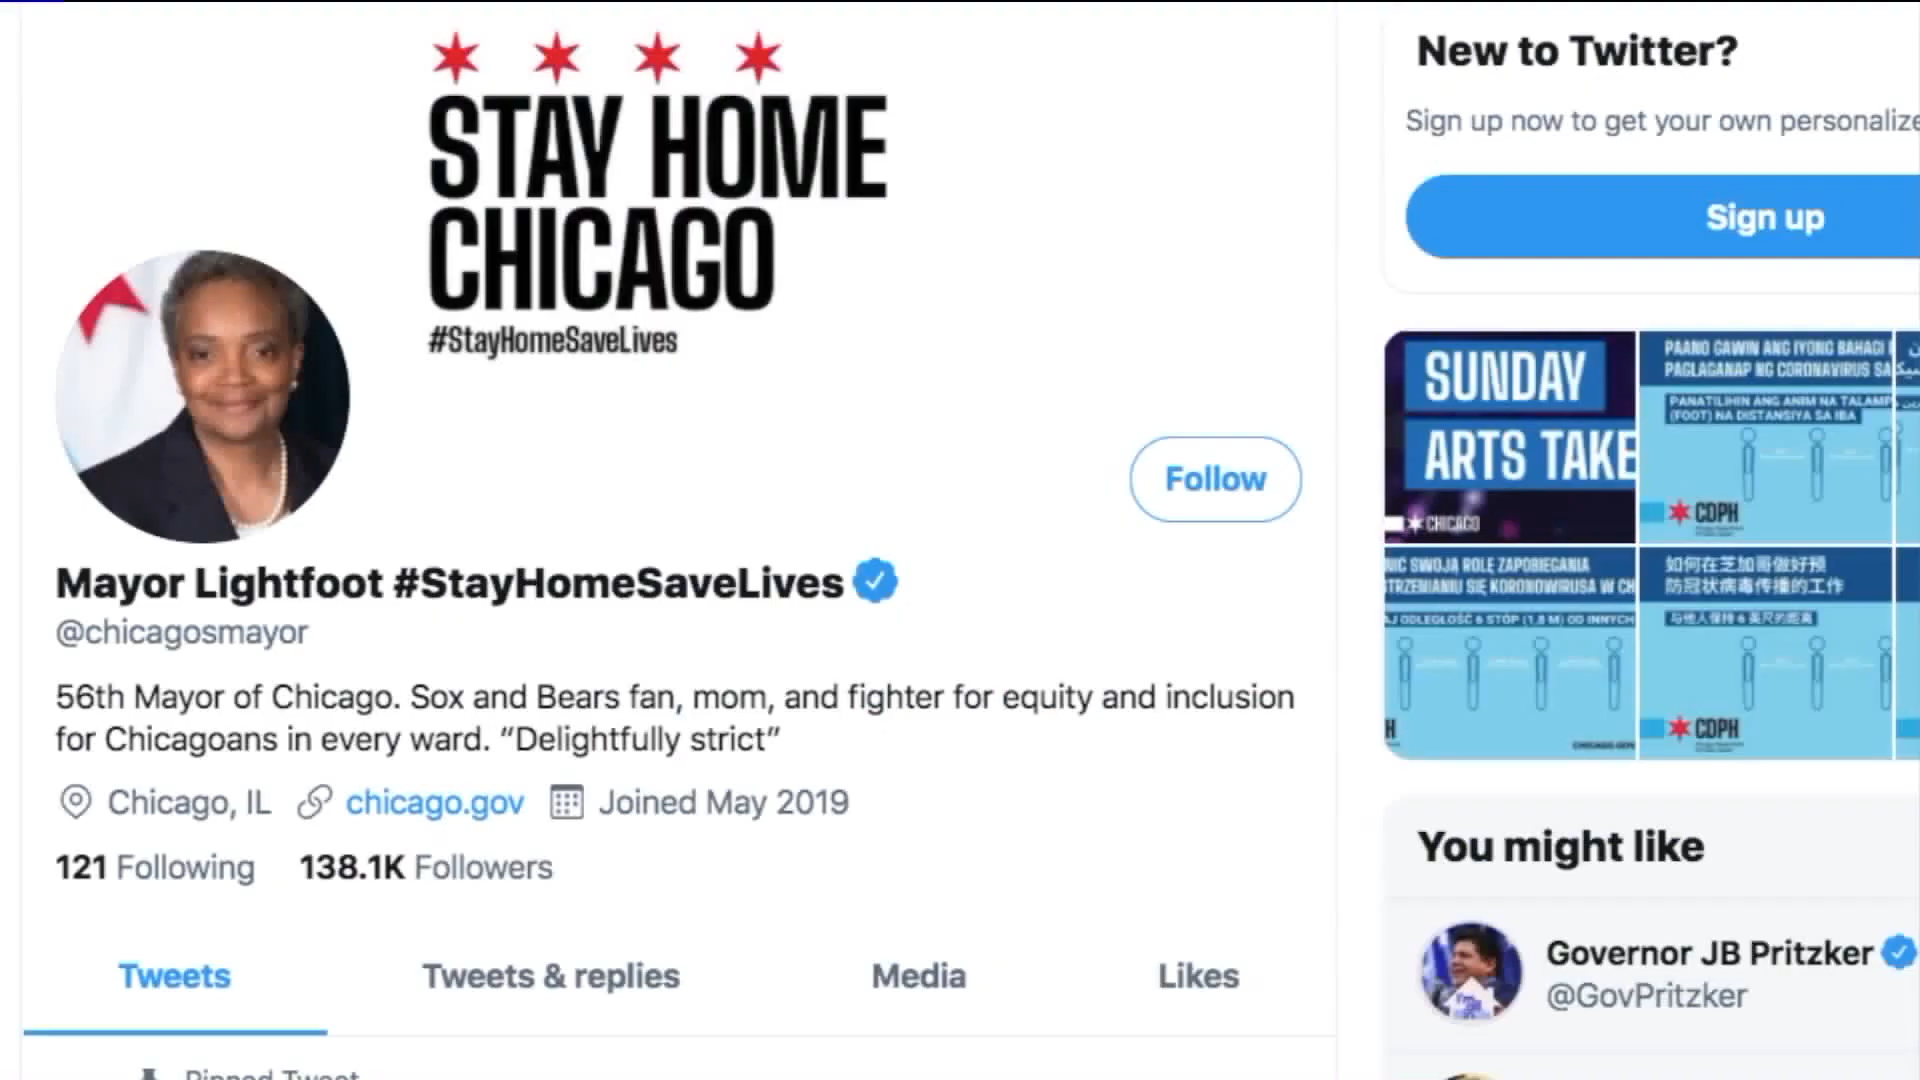 STAY HOME
CHICAGO
#StayHomeSaveLives
Follow
Mayor Lightfoot #StayHomeSaveLives
@chicagosmayor
56th Mayor of Chicago. Sox and Bears fan, mom, and fighter for equity and inclusion
for Chicagoans in every ward. “Delightfully strict”
Chicago, IL chicago.gov Joined May 2019
121 Following 138.1K Followers
Tweets Tweets & replies Media Likes
Pinned Tweet
New to Twitter?
Sign up now to get your own personalize
Sign up
SUNDAY
ARTS TAKE
CHICAGO
PAANO GAWIN ANG IYONG BAHAGI
PAGLAGANAP NG CORONAVIRUS SA
PANATILIHIN ANG ANIM NA TALAMP
(FOOT) NA DISTANSIYA SA IBA
CDPH
NIC SWOJĄ ROLĘ ZAPOBIEGANIA
TRZENIANIU SIĘ KORONOWIRUSA W CH
AJ ODLEGŁOŚĆ 6 STÓP (1,8 M) OD INNYCH
H
CHICAGO.GOV
如何在芝加哥做好预
防冠状病毒传播的工作
与他人保持 6 英尺的距离
CDPH
You might like
Governor JB Pritzker
@GovPritzker